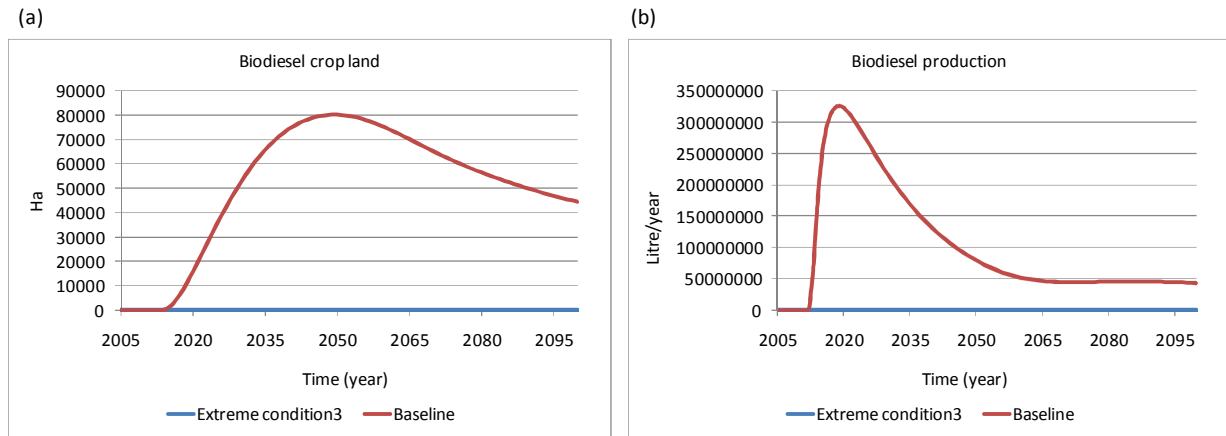 (a)
Biodiesel crop land
90000
80000
70000
60000
50000
40000
30000
20000
10000
0
Ha
2005 2020 2035 2050 2065 2080 2095
Time (year)
Extreme condition3 Baseline
(b)
Biodiesel production
350000000
300000000
250000000
200000000
150000000
100000000
50000000
0
Litre/year
2005 2020 2035 2050 2065 2080 2095
Time (year)
Extreme condition3 Baseline